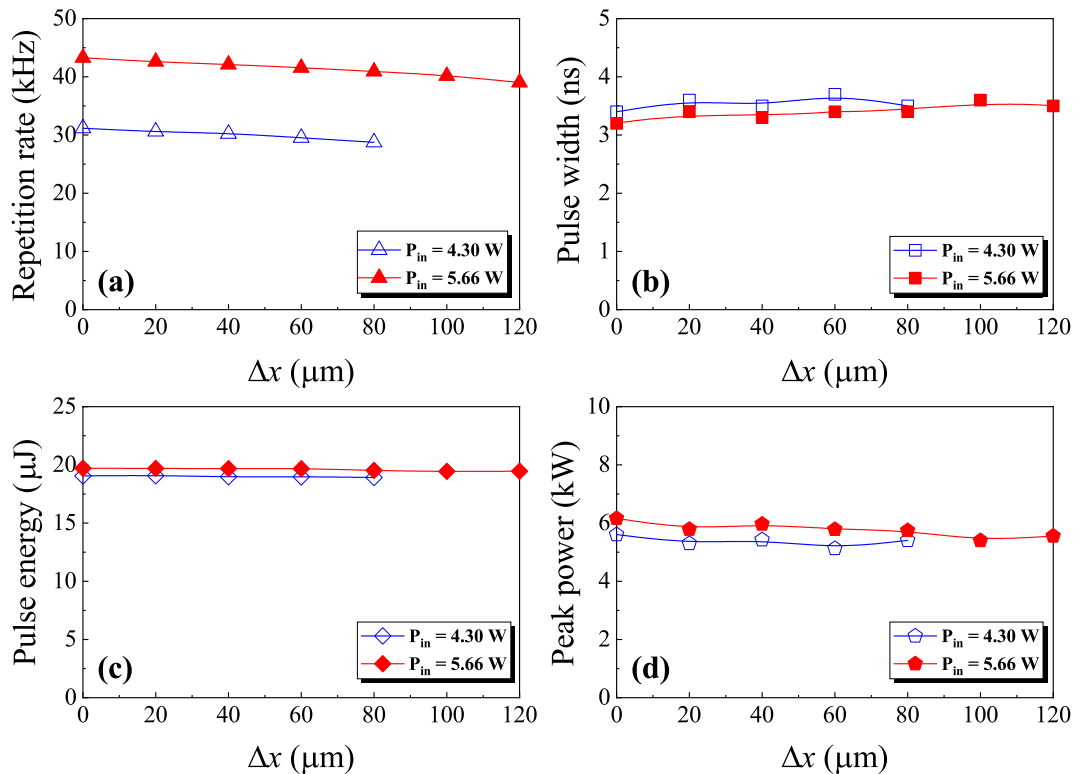 Repetition rate (kHz)
50
40
30
20
10
0
P_in = 4.30 W
P_in = 5.66 W
(a)
0 20 40 60 80 100 120
Δx (μm)
Pulse width (ns)
5
4
3
2
1
0
P_in = 4.30 W
P_in = 5.66 W
(b)
0 20 40 60 80 100 120
Δx (μm)
Pulse energy (μJ)
25
20
15
10
5
0
P_in = 4.30 W
P_in = 5.66 W
(c)
0 20 40 60 80 100 120
Δx (μm)
Peak power (kW)
10
8
6
4
2
0
P_in = 4.30 W
P_in = 5.66 W
(d)
0 20 40 60 80 100 120
Δx (μm)